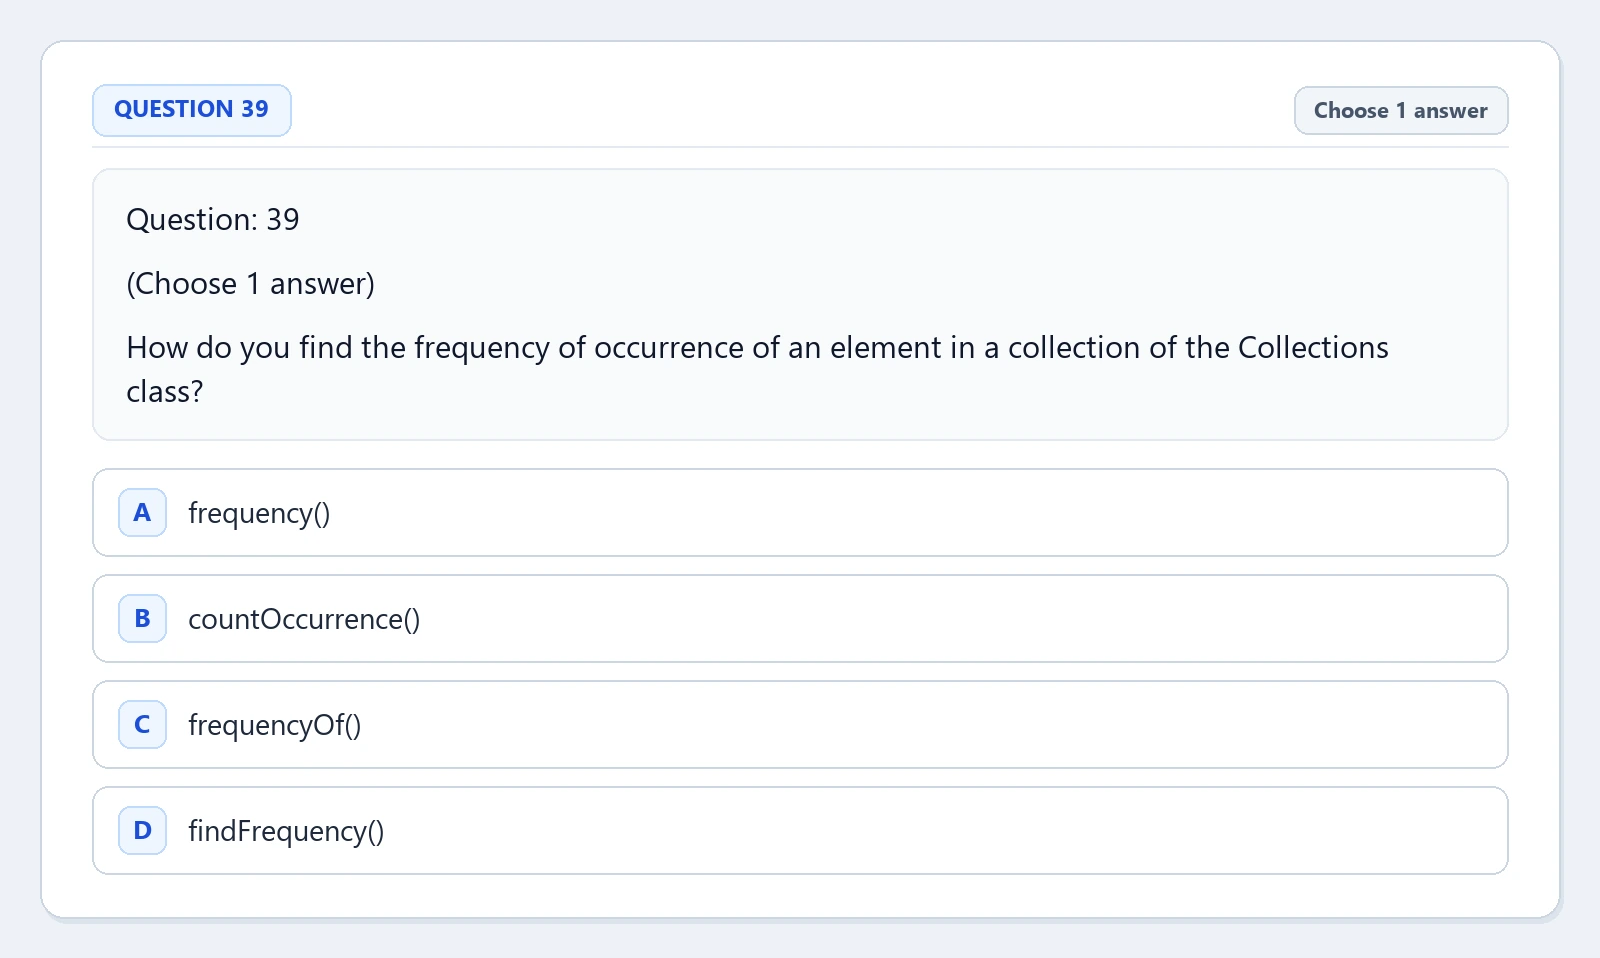 QUESTION 39
Choose 1 answer
Question: 39
(Choose 1 answer)
How do you find the frequency of occurrence of an element in a collection of the Collections
class?
A frequency()
B countOccurrence()
C frequencyOf()
D findFrequency()